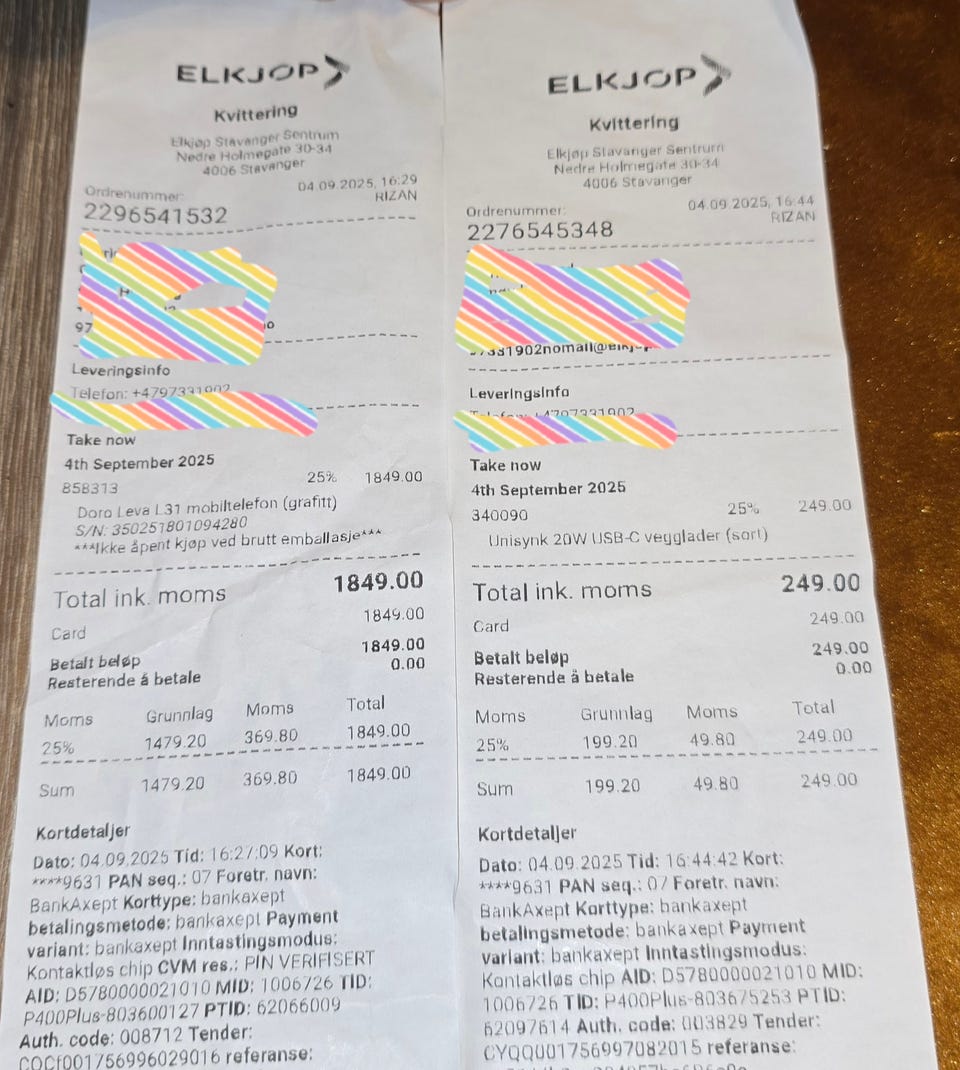 ELKJØP
Kvittering
Elkjøp Stavanger Sentrum
Nedre Holmegate 30-34
4006 Stavanger
04.09.2025, 16:29
Ordrenummer:
RIZAN
2296541532
97
Leveringsinfo
Telefon:
Take now
4th September 2025
858313 25% 1849.00
Doro Leva L31 mobiltelefon (grafitt)
S/N: 350251801094280
***Ikke åpent kjøp ved brutt emballasje***
Total ink. moms 1849.00
Card 1849.00
Betalt beløp 1849.00
Resterende å betale 0.00
Moms Grunnlag Moms Total
25% 1479.20 369.80 1849.00
Sum 1479.20 369.80 1849.00
Kortdetaljer
Dato: 04.09.2025 Tid: 16:27:09 Kort:
****9631 PAN seq.: 07 Foretr. navn:
BankAxept Korttype: bankaxept
betalingsmetode: bankaxept Payment
variant: bankaxept Inntastingsmodus:
Kontaktløs chip CVM res.: PIN VERIFISERT
AID: D5780000021010 MID: 1006726 TID:
P400Plus-803600127 PTID: 62066009
Auth. code: 008712 Tender:
referanse:
ELKJØP
Kvittering
Elkjøp Stavanger Sentrum
Nedre Holmegate 30-34
4006 Stavanger
04.09.2025, 16:44
Ordrenummer:
RIZAN
2276545348
Leveringsinfo
Take now
4th September 2025
340090 25% 249.00
Unisynk 20W USB-C vegglader (sort)
Total ink. moms 249.00
Card 249.00
Betalt beløp 249.00
Resterende å betale 0.00
Moms Grunnlag Moms Total
25% 199.20 49.80 249.00
Sum 199.20 49.80 249.00
Kortdetaljer
Dato: 04.09.2025 Tid: 16:44:42 Kort:
****9631 PAN seq.: 07 Foretr. navn:
BankAxept Korttype: bankaxept
betalingsmetode: bankaxept Payment
variant: bankaxept Inntastingsmodus:
Kontaktløs chip AID: D5780000021010 MID:
1006726 TID: P400Plus-803675253 PTID:
62097614 Auth. code: 003829 Tender:
CYQQ001756997082015 referanse: